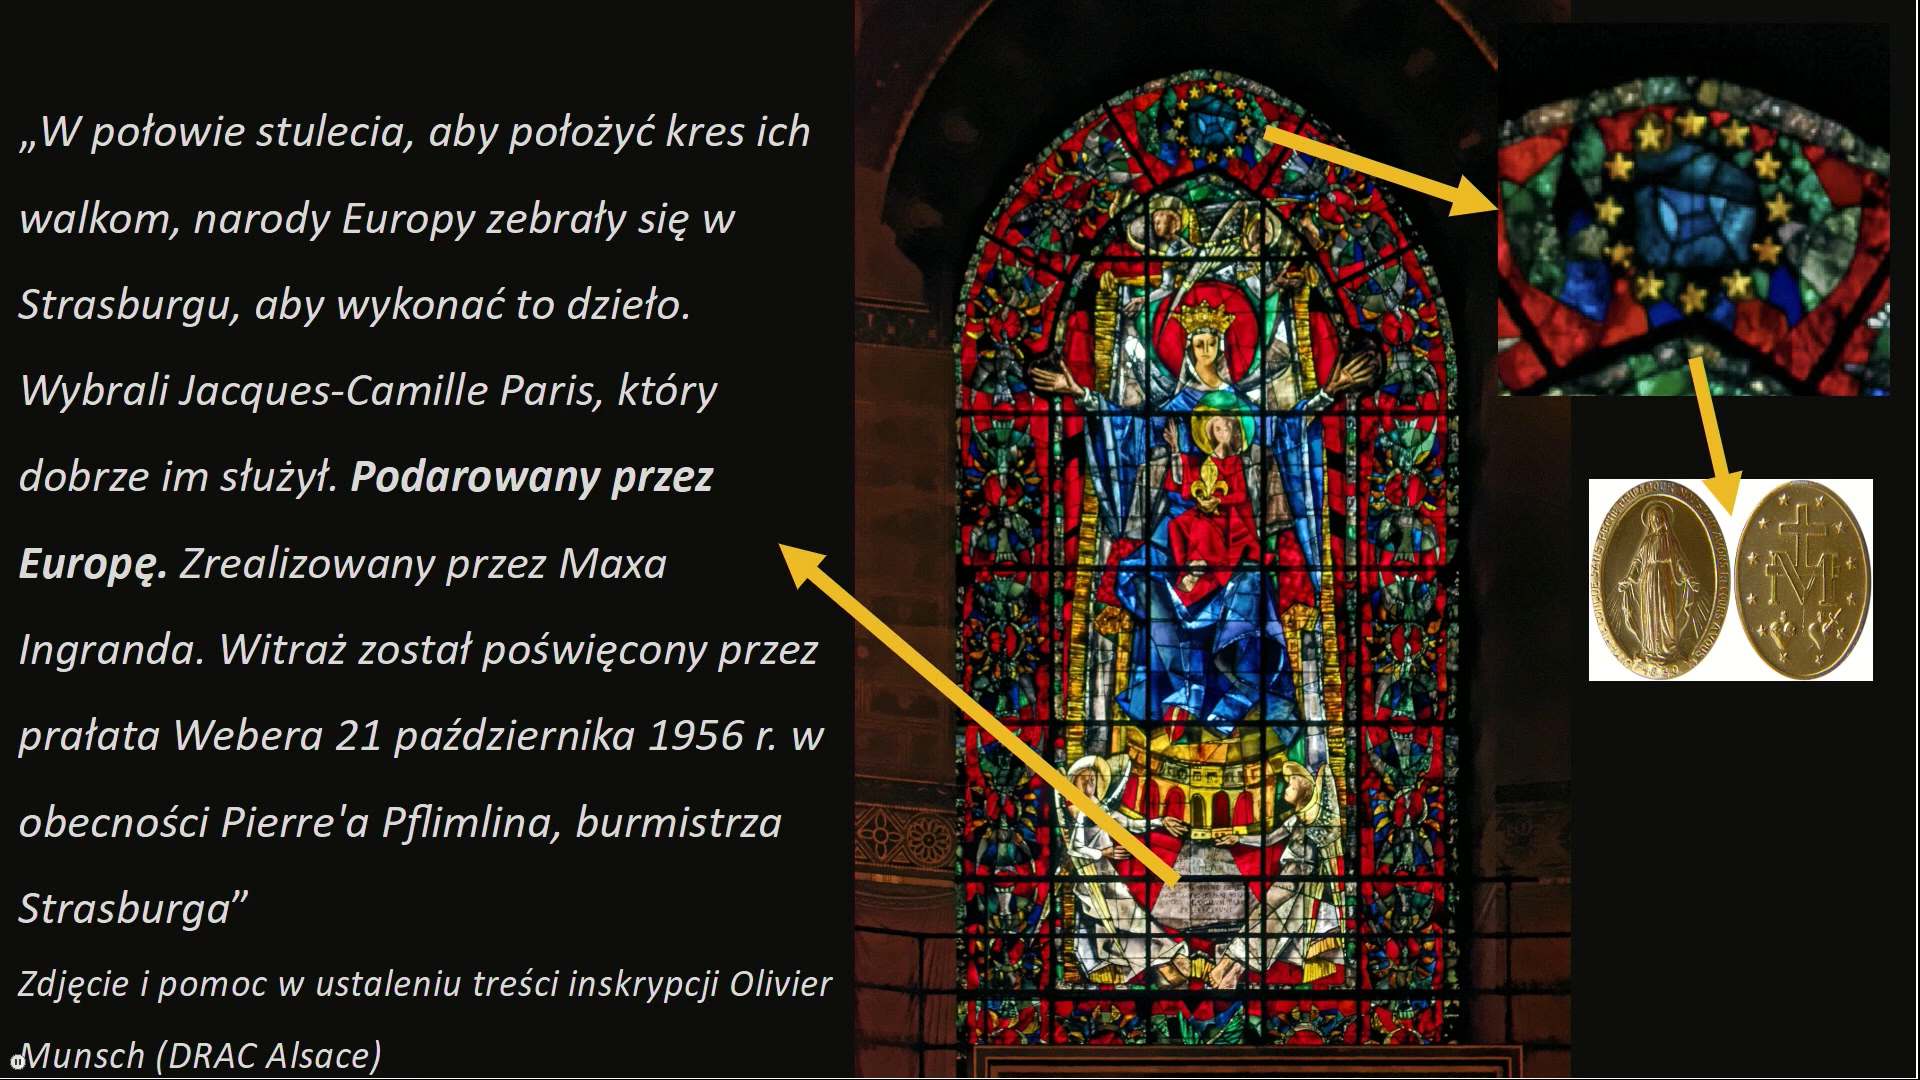 „W połowie stulecia, aby położyć kres ich
walkom, narody Europy zebrały się w
Strasburgu, aby wykonać to dzieło.
Wybrali Jacques-Camille Paris, który
dobrze im służył. Podarowany przez
Europę. Zrealizowany przez Maxa
Ingranda. Witraż został poświęcony przez
prałata Webera 21 października 1956 r. w
obecności Pierre'a Pflimlina, burmistrza
Strasburga”
Zdjęcie i pomoc w ustaleniu treści inskrypcji Olivier
Munsch (DRAC Alsace)